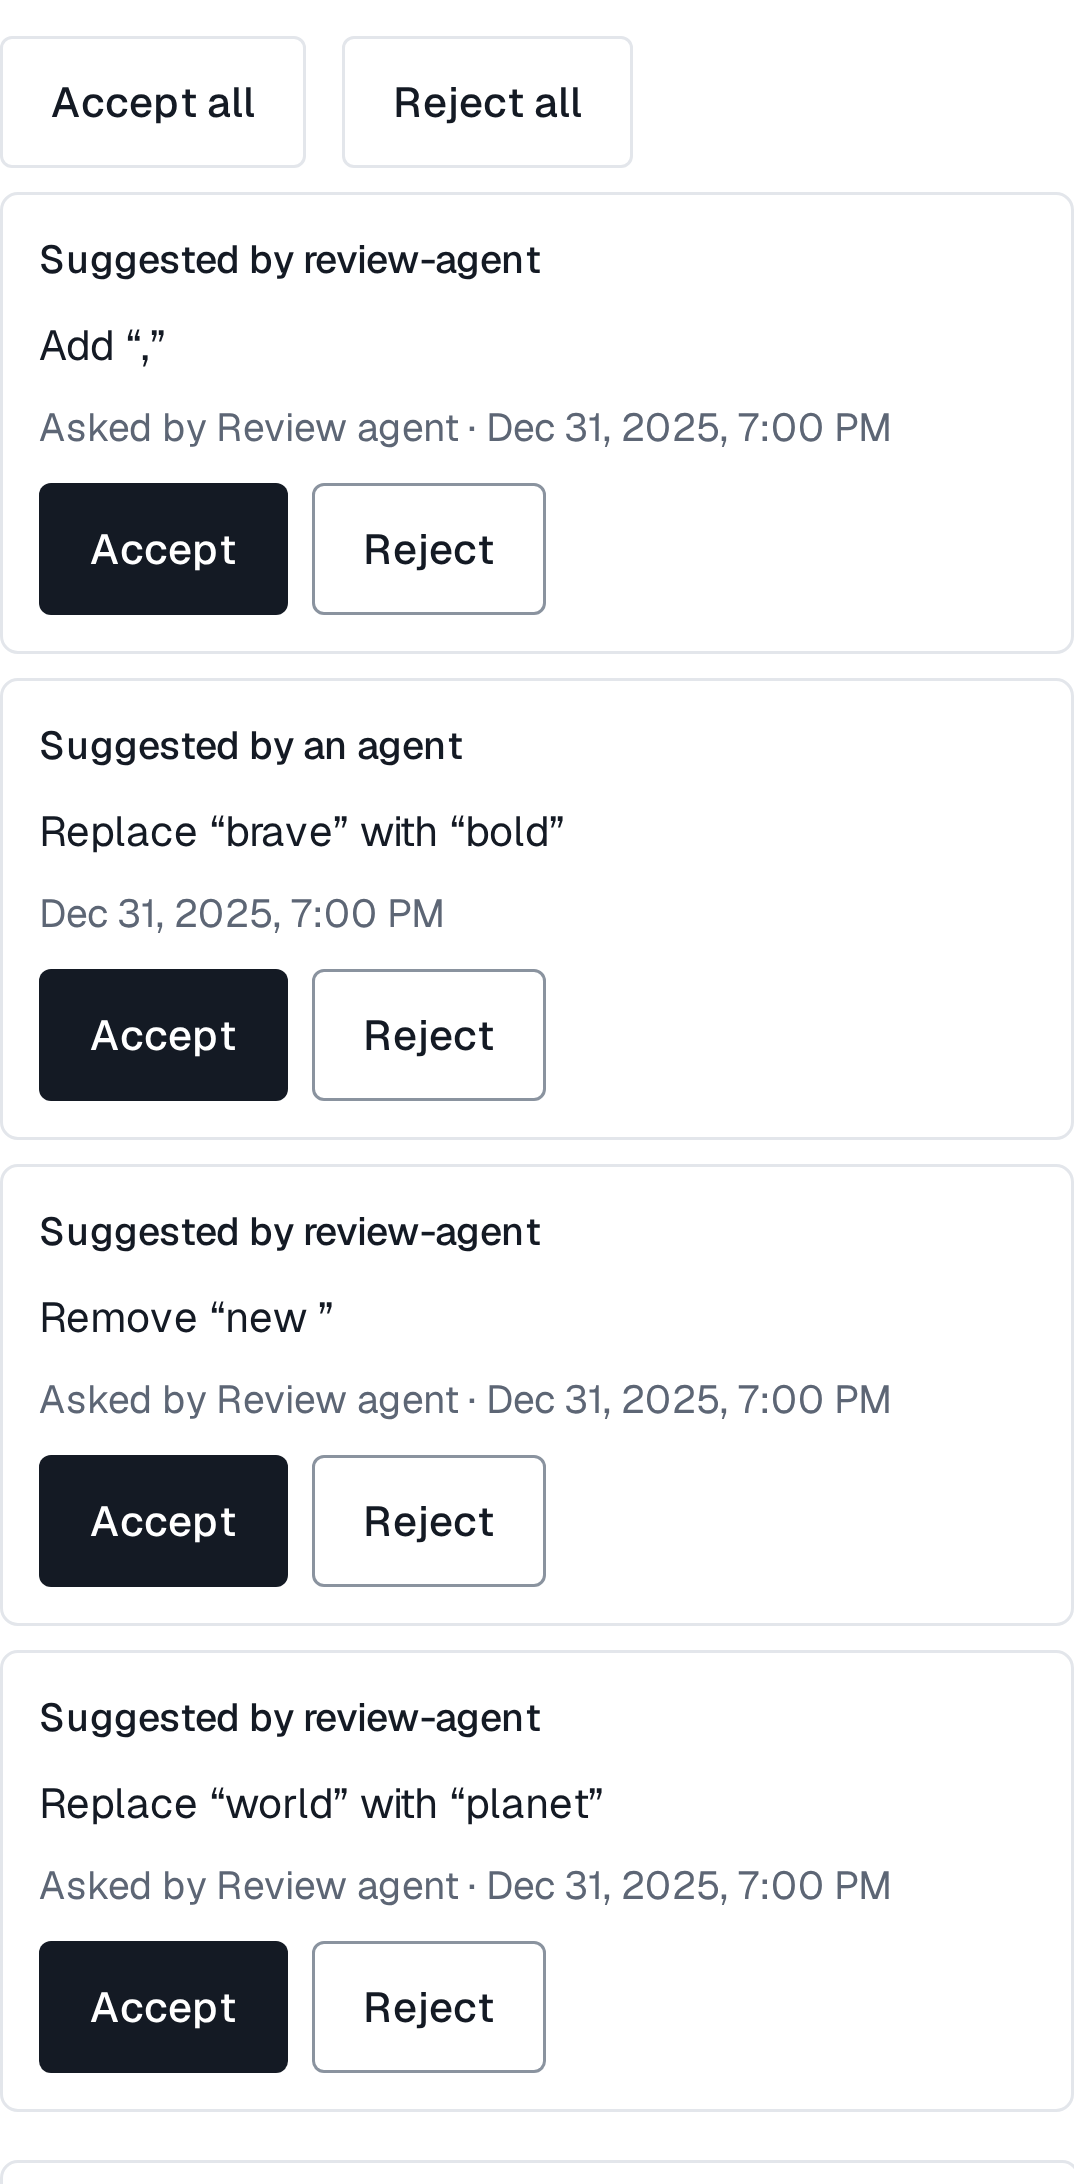 Accept all Reject all
Suggested by review-agent
Add “,”
Asked by Review agent · Dec 31, 2025, 7:00 PM
Accept Reject
Suggested by an agent
Replace “brave” with “bold”
Dec 31, 2025, 7:00 PM
Accept Reject
Suggested by review-agent
Remove “new ”
Asked by Review agent · Dec 31, 2025, 7:00 PM
Accept Reject
Suggested by review-agent
Replace “world” with “planet”
Asked by Review agent · Dec 31, 2025, 7:00 PM
Accept Reject